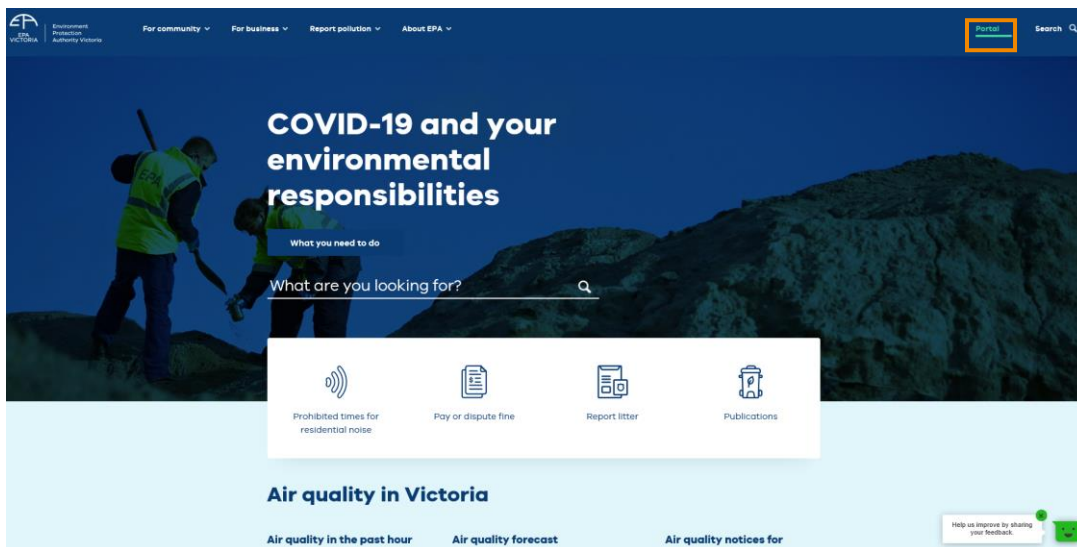 EPA
VICTORIA
Environment
Protection
Authority Victoria
For community
For business
Report pollution
About EPA
Portal
Search
EPA
COVID-19 and your
environmental
responsibilities
What you need to do
What are you looking for?
Prohibited times for
residential noise
Pay or dispute fine
Report litter
Publications
Air quality in Victoria
Air quality in the past hour
Air quality forecast
Air quality notices for
Help us improve by sharing
your feedback.